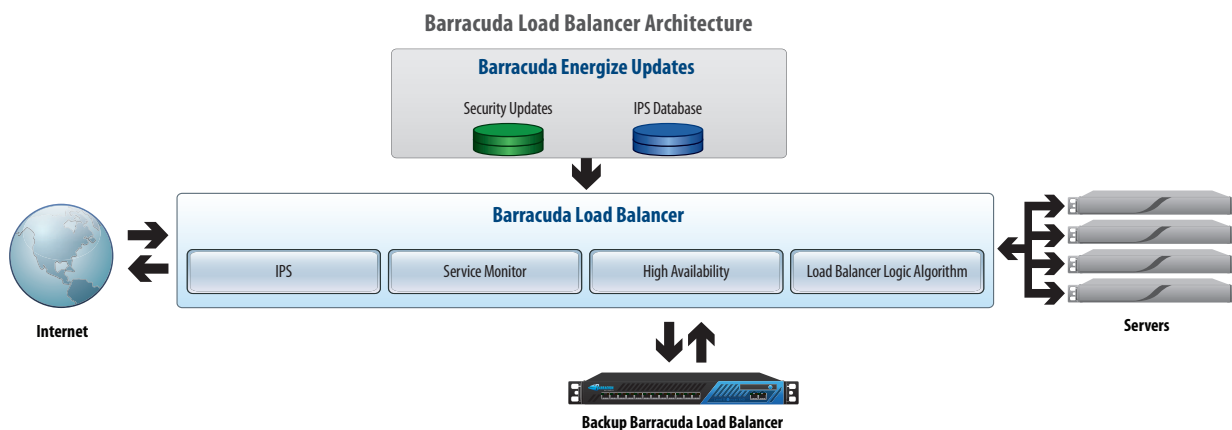 Barracuda Load Balancer Architecture
Barracuda Energize Updates
Security Updates
IPS Database
Barracuda Load Balancer
IPS
Service Monitor
High Availability
Load Balancer Logic Algorithm
Internet
Servers
Backup Barracuda Load Balancer